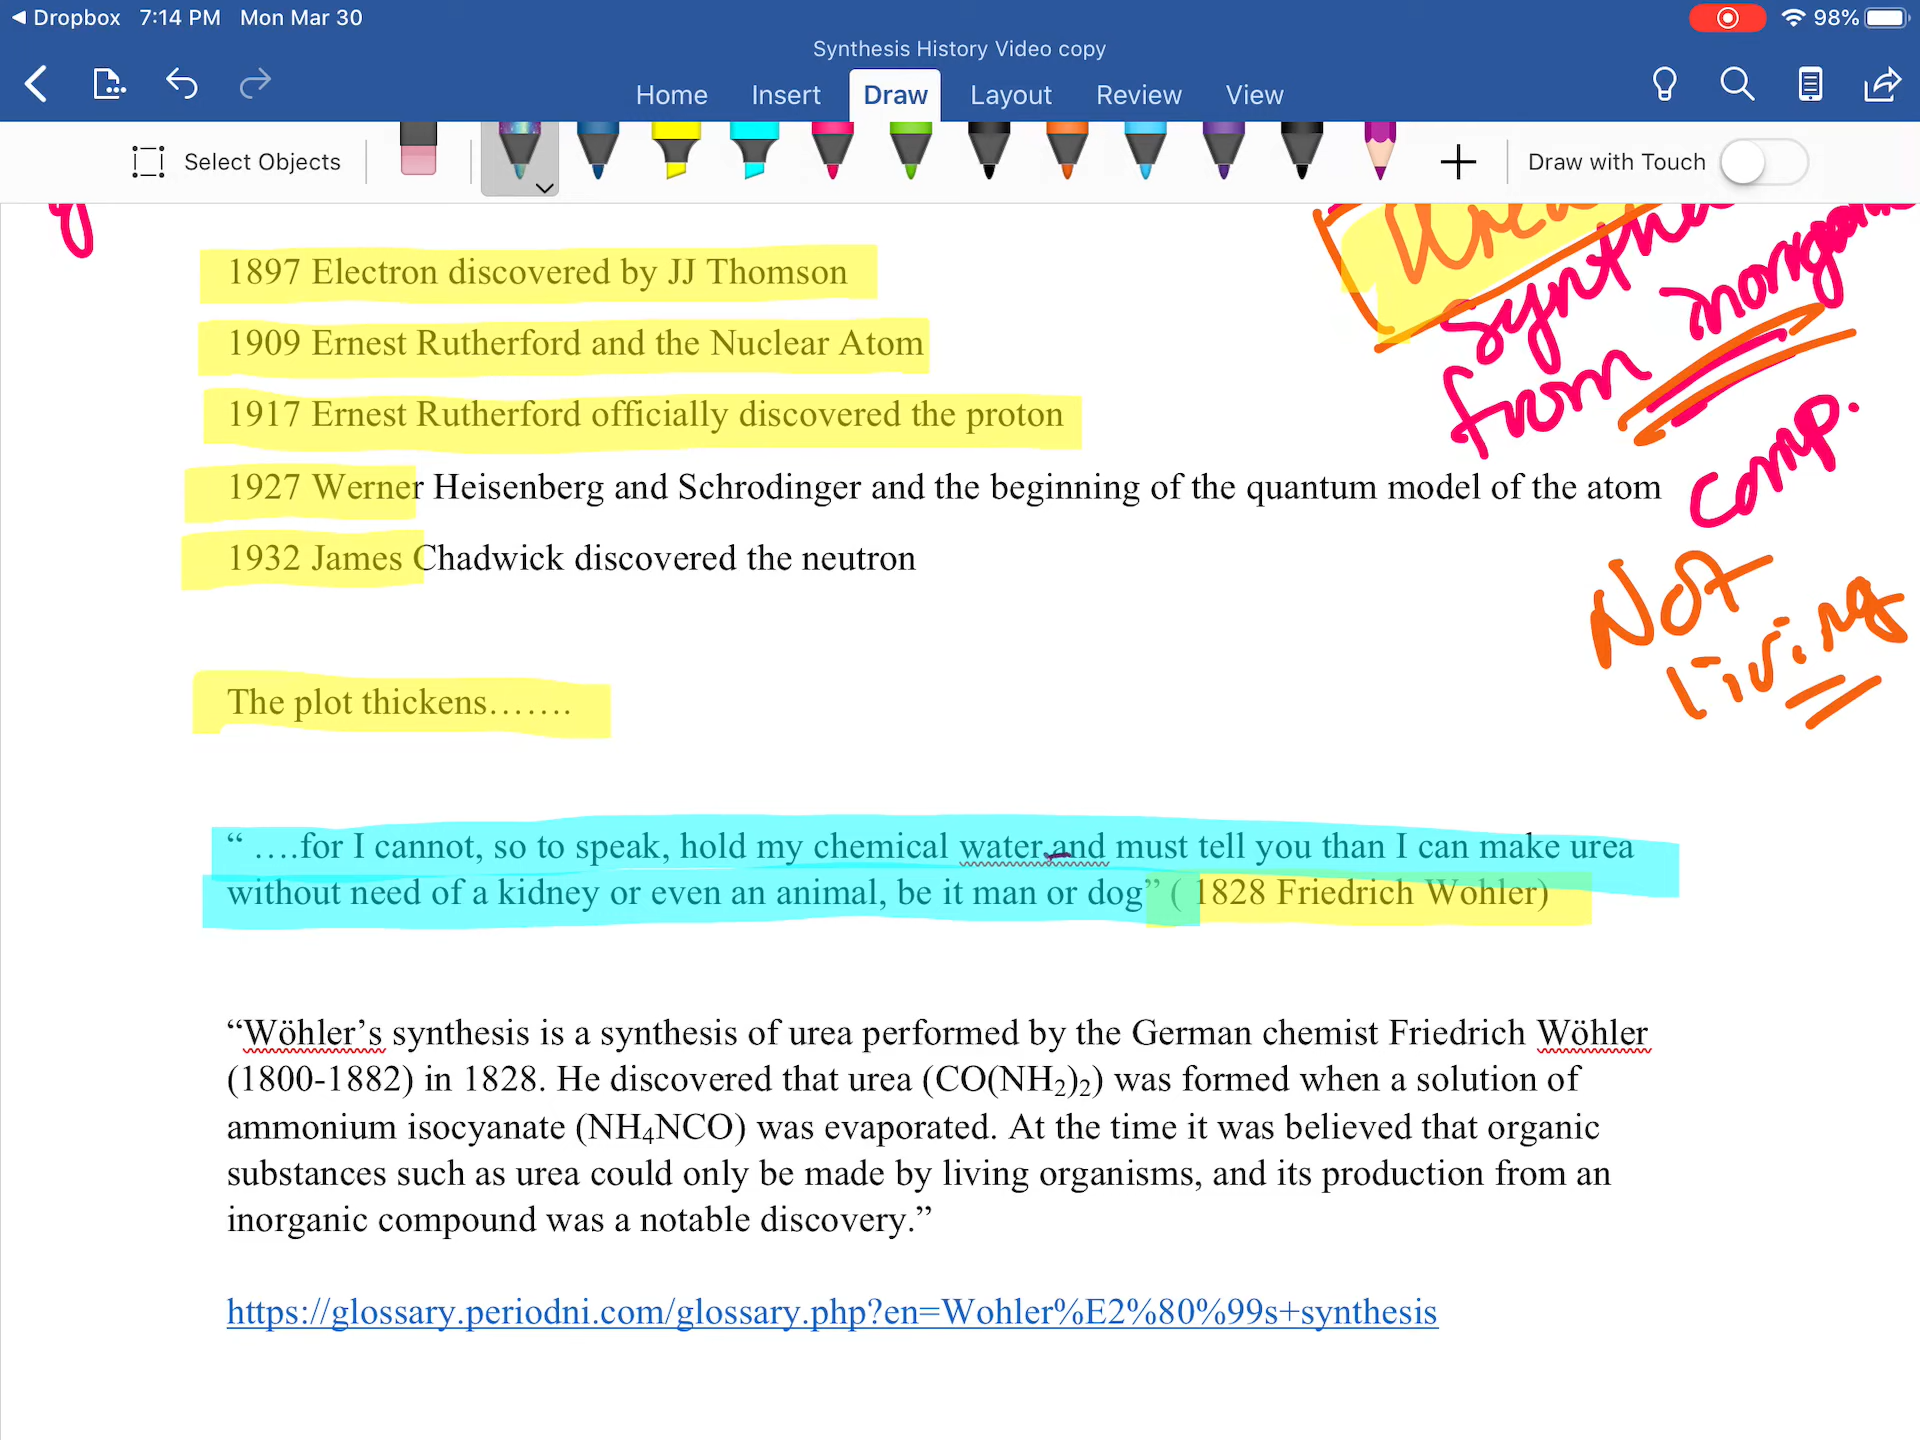 Dropbox 7:14 PM Mon Mar 30 98%
Synthesis History Video copy
Home Insert Draw Layout Review View
Select Objects Draw with Touch
1897 Electron discovered by JJ Thomson
1909 Ernest Rutherford and the Nuclear Atom
1917 Ernest Rutherford officially discovered the proton
1927 Werner Heisenberg and Schrodinger and the beginning of the quantum model of the atom
1932 James Chadwick discovered the neutron
Urea
from inorganic
comp.
Not
living
The plot thickens…….
“ ….for I cannot, so to speak, hold my chemical water and must tell you than I can make urea
without need of a kidney or even an animal, be it man or dog” ( 1828 Friedrich Wohler)
“Wöhler’s synthesis is a synthesis of urea performed by the German chemist Friedrich Wöhler
(1800-1882) in 1828. He discovered that urea (CO(NH₂)₂) was formed when a solution of
ammonium isocyanate (NH₄NCO) was evaporated. At the time it was believed that organic
substances such as urea could only be made by living organisms, and its production from an
inorganic compound was a notable discovery.”
https://glossary.periodni.com/glossary.php?en=Wohler%E2%80%99s+synthesis